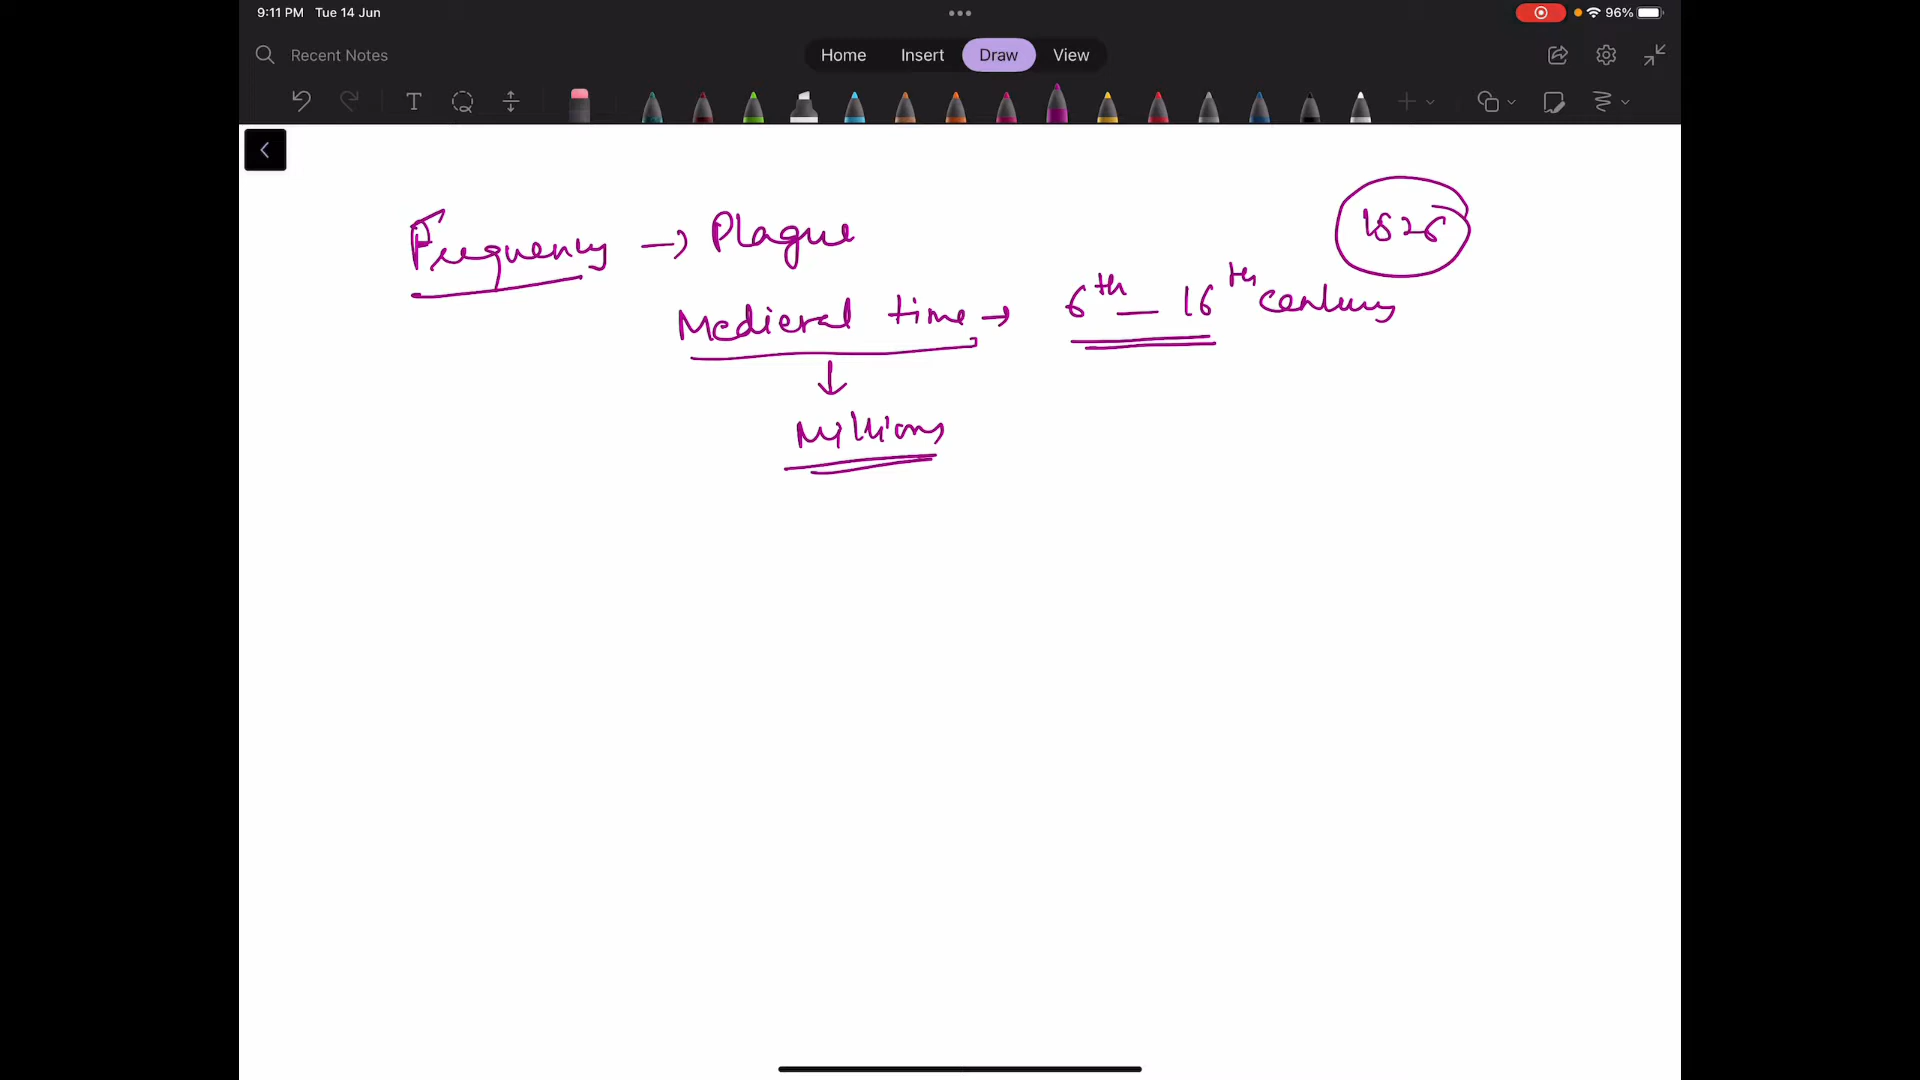 9:11 PM Tue 14 Jun
96%
Recent Notes
Home Insert Draw View
T
Frequency → Plague
1526
Medieval time → 6th — 16th century
↓
Millions